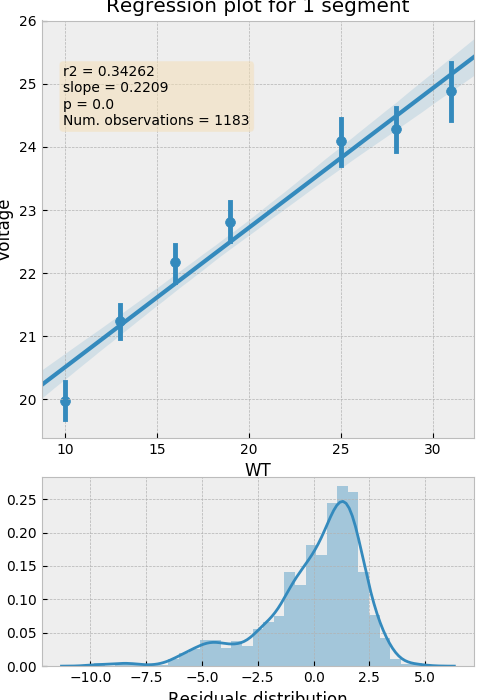 Regression plot for 1 segment
26
25
24
23
22
21
20
r2 = 0.34262
slope = 0.2209
p = 0.0
Num. observations = 1183
Voltage
10 15 20 25 30
WT
0.25
0.20
0.15
0.10
0.05
0.00
−10.0 −7.5 −5.0 −2.5 0.0 2.5 5.0
Residuals distribution